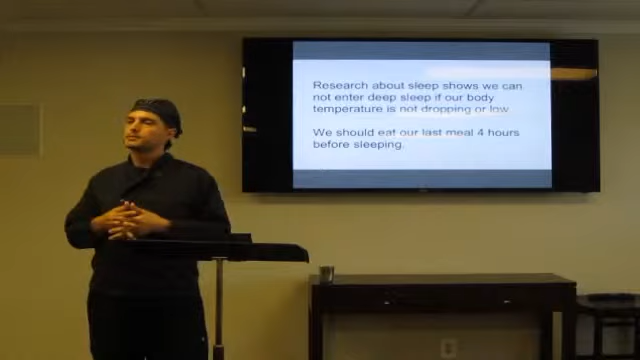 Research about sleep shows we can
not enter deep sleep if our body
temperature is not dropping or low
We should eat our last meal 4 hours
before sleeping.